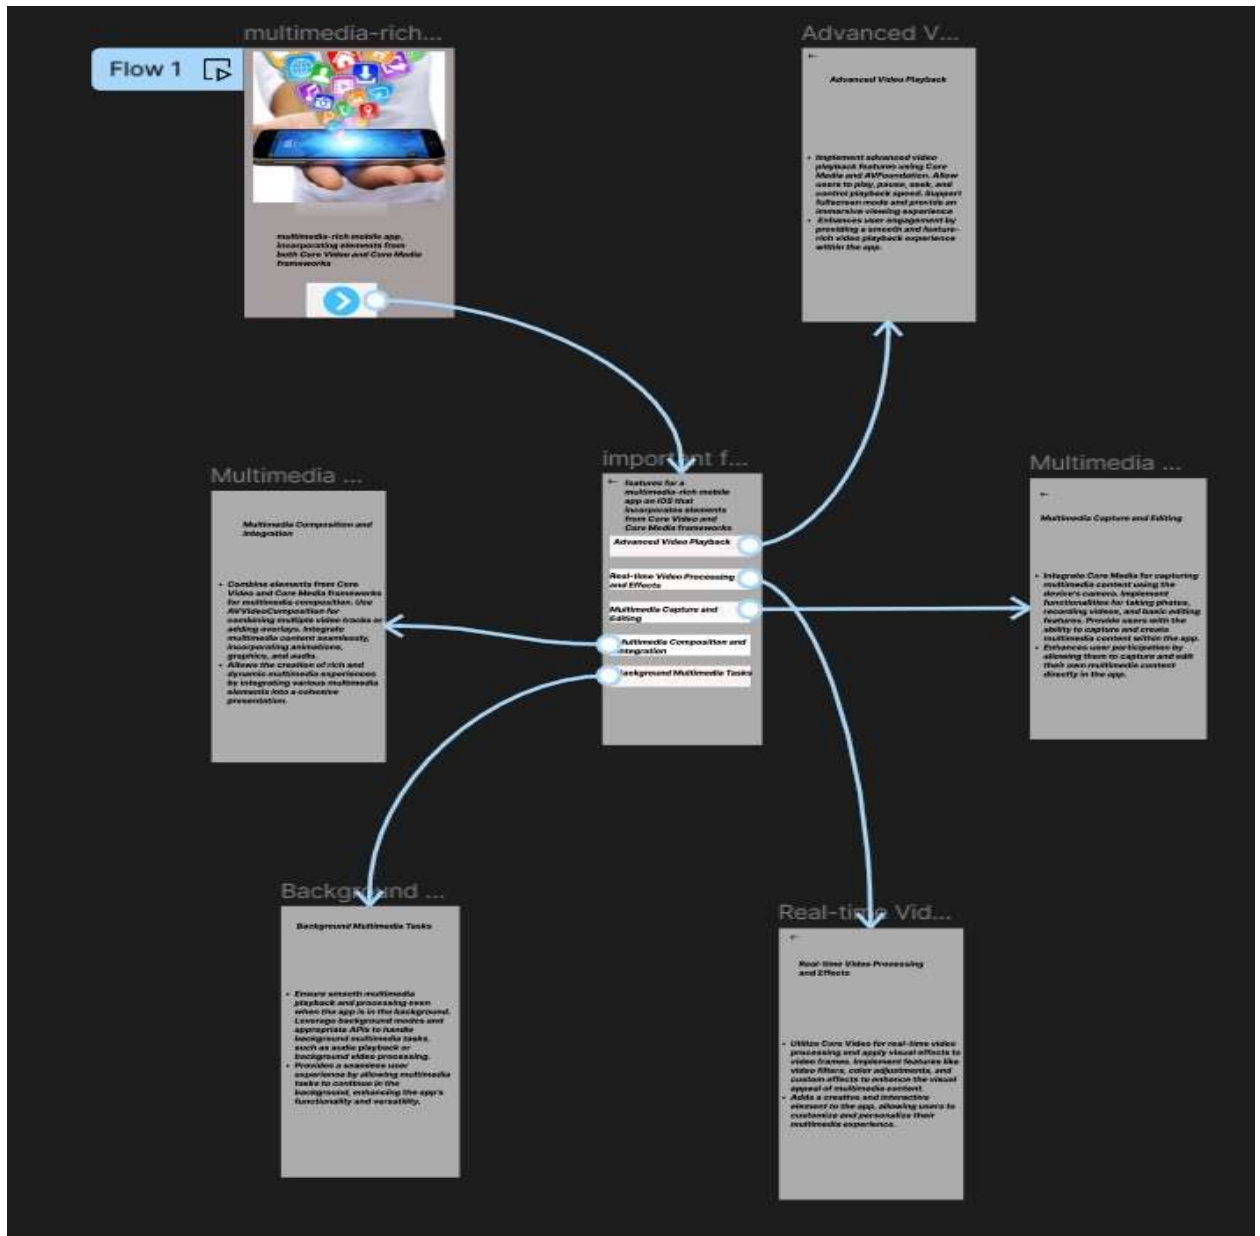 multimedia-rich...
Flow 1
multimedia-rich mobile app,
incorporating elements from
both Core Video and Core Media
frameworks
Advanced V...
←
Advanced Video Playback
• Implement advanced video
playback features using Core
Media and AVFoundation. Allow
users to play, pause, seek, and
control playback speed. Support
fullscreen mode and provide an
immersive viewing experience
• Enhances user engagement by
providing a smooth and feature-
rich video playback experience
within the app.
Multimedia ...
Multimedia Composition and
Integration
• Combine elements from Core
Video and Core Media frameworks
for multimedia composition. Use
AVVideoComposition for
combining multiple video tracks or
adding overlays. Integrate
multimedia content seamlessly,
incorporating animations,
graphics, and audio.
• Allows the creation of rich and
dynamic multimedia experiences
by integrating various multimedia
elements into a cohesive
presentation.
important f...
← features for a
multimedia-rich mobile
app on iOS that
incorporates elements
from Core Video and
Core Media frameworks
Advanced Video Playback
Real-time Video Processing
and Effects
Multimedia Capture and
Editing
Multimedia Composition and
Integration
Background Multimedia Tasks
Multimedia ...
←
Multimedia Capture and Editing
• Integrate Core Media for capturing
multimedia content using the
device's camera. Implement
functionalities for taking photos,
recording videos, and basic editing
features. Provide users with the
ability to capture and create
multimedia content within the app.
• Enhances user participation by
allowing them to capture and edit
their own multimedia content
directly in the app.
Background ...
Background Multimedia Tasks
• Ensure smooth multimedia
playback and processing even
when the app is in the background.
Leverage background modes and
appropriate APIs to handle
background multimedia tasks,
such as audio playback or
background video processing.
• Provides a seamless user
experience by allowing multimedia
tasks to continue in the
background, enhancing the app's
functionality and versatility.
Real-time Vid...
←
Real-time Video Processing
and Effects
• Utilize Core Video for real-time video
processing and apply visual effects to
video frames. Implement features like
video filters, color adjustments, and
custom effects to enhance the visual
appeal of multimedia content.
• Adds a creative and interactive
element to the app, allowing users to
customize and personalize their
multimedia experience.